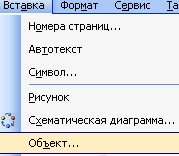 Вставка Формат Сервис
Номера страниц...
Автотекст
Символ...
Рисунок
Схематическая диаграмма...
Объект...